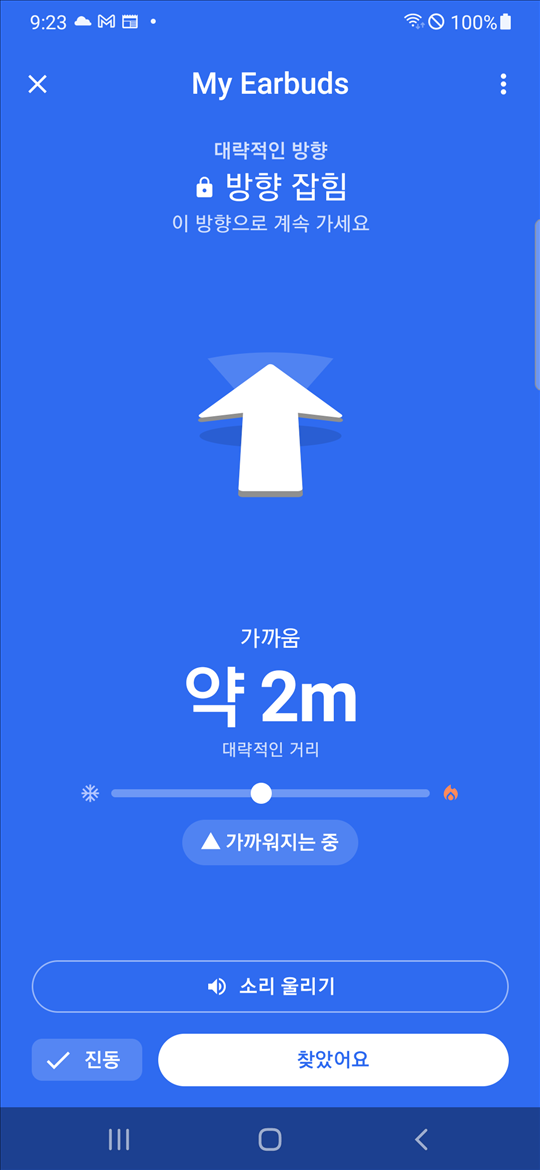 9:23
100%
My Earbuds
대략적인 방향
방향 잡힘
이 방향으로 계속 가세요
가까움
약 2m
대략적인 거리
가까워지는 중
소리 울리기
진동
찾았어요